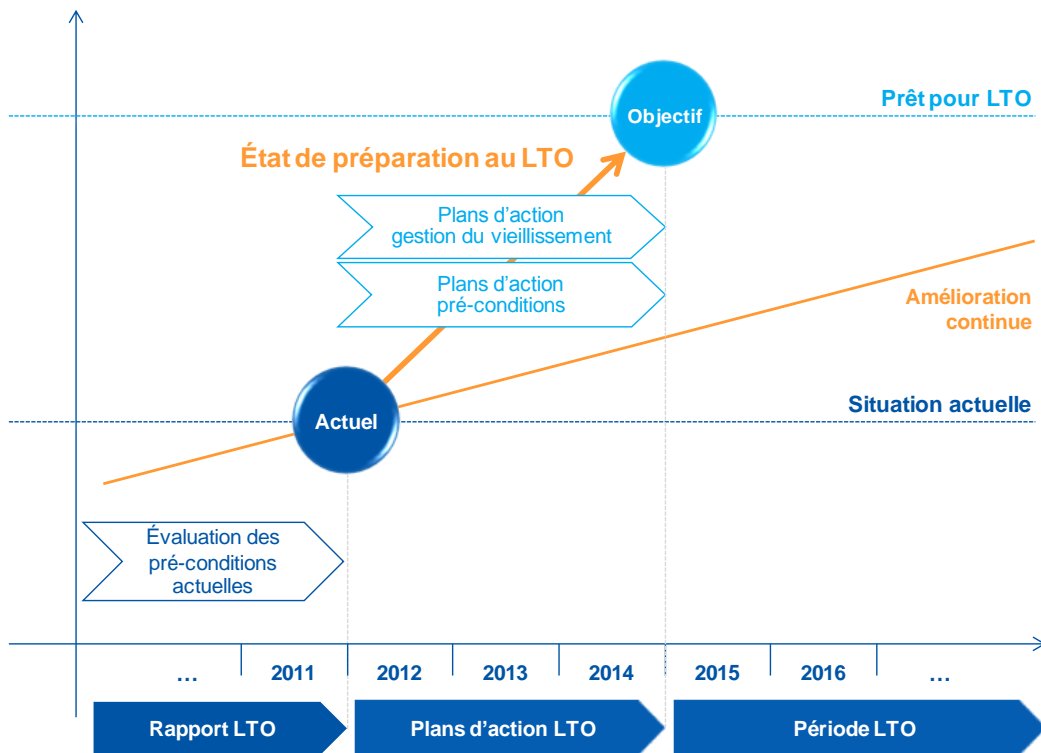 Prêt pour LTO
Objectif
État de préparation au LTO
Plans d'action
gestion du vieillissement
Plans d'action
pré-conditions
Amélioration
continue
Situation actuelle
Actuel
Évaluation des
pré-conditions
actuelles
... 2011 2012 2013 2014 2015 2016 ...
Rapport LTO Plans d'action LTO Période LTO